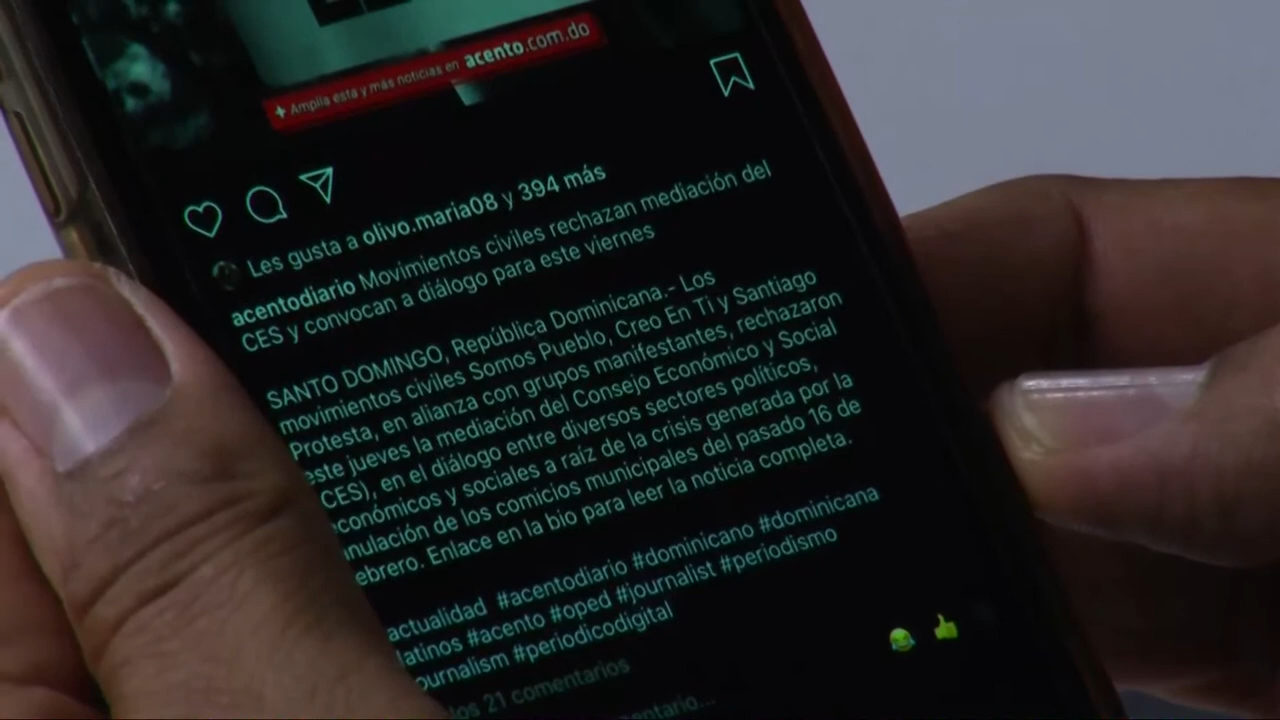 + Amplía esta y más noticias en acento.com.do
Les gusta a olivo.maria08 y 394 más
acentodiario Movimientos civiles rechazan mediación del
CES y convocan a diálogo para este viernes
SANTO DOMINGO, República Dominicana.- Los
movimientos civiles Somos Pueblo, Creo En Ti y Santiago
Protesta, en alianza con grupos manifestantes, rechazaron
este jueves la mediación del Consejo Económico y Social
CES), en el diálogo entre diversos sectores políticos,
económicos y sociales a raíz de la crisis generada por la
anulación de los comicios municipales del pasado 16 de
ebrero. Enlace en la bio para leer la noticia completa.
actualidad #acentodiario #dominicano #dominicana
latinos #acento #oped #journalist #periodismo
ournalism #periodicodigital
los 21 comentarios
mentario...